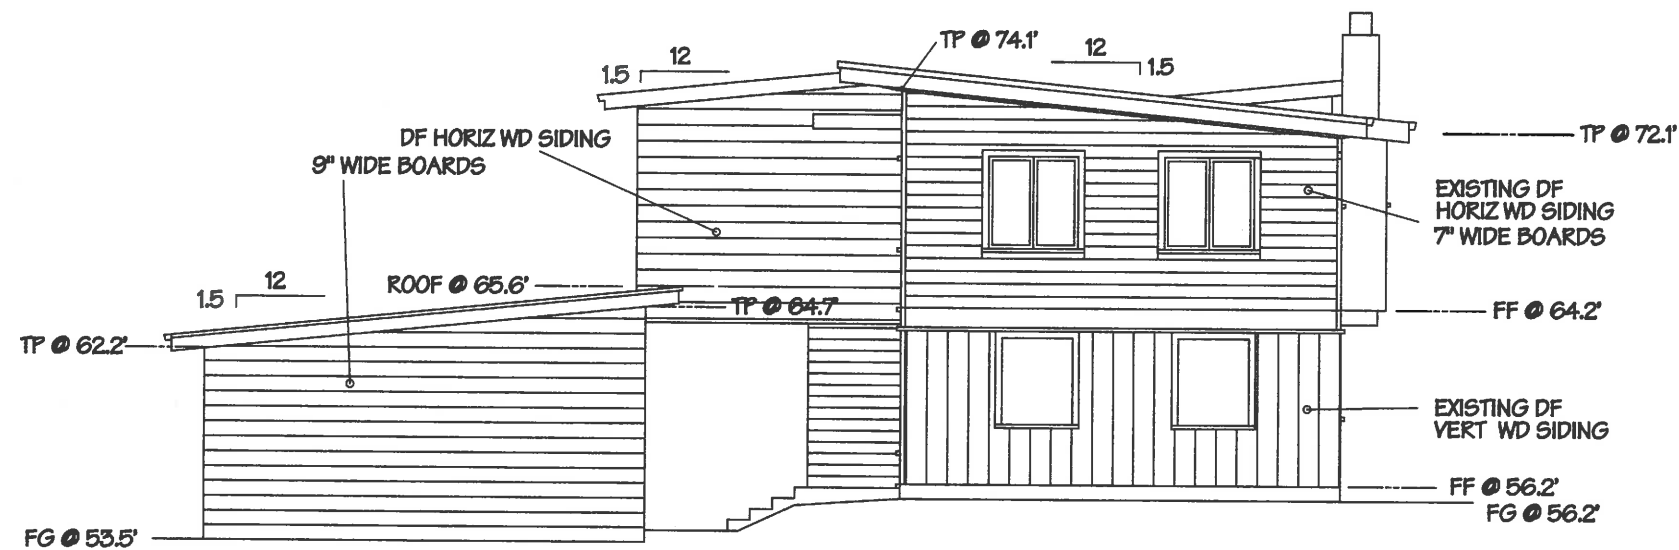 TP @ 74.1'
12
1.5
12
1.5
TP @ 72.1'
DF HORIZ WD SIDING
9" WIDE BOARDS
EXISTING DF
HORIZ WD SIDING
7" WIDE BOARDS
12
1.5
ROOF @ 65.6'
TP @ 64.7'
FF @ 64.2'
TP @ 62.2'
EXISTING DF
VERT WD SIDING
FF @ 56.2'
FG @ 56.2'
FG @ 53.5'